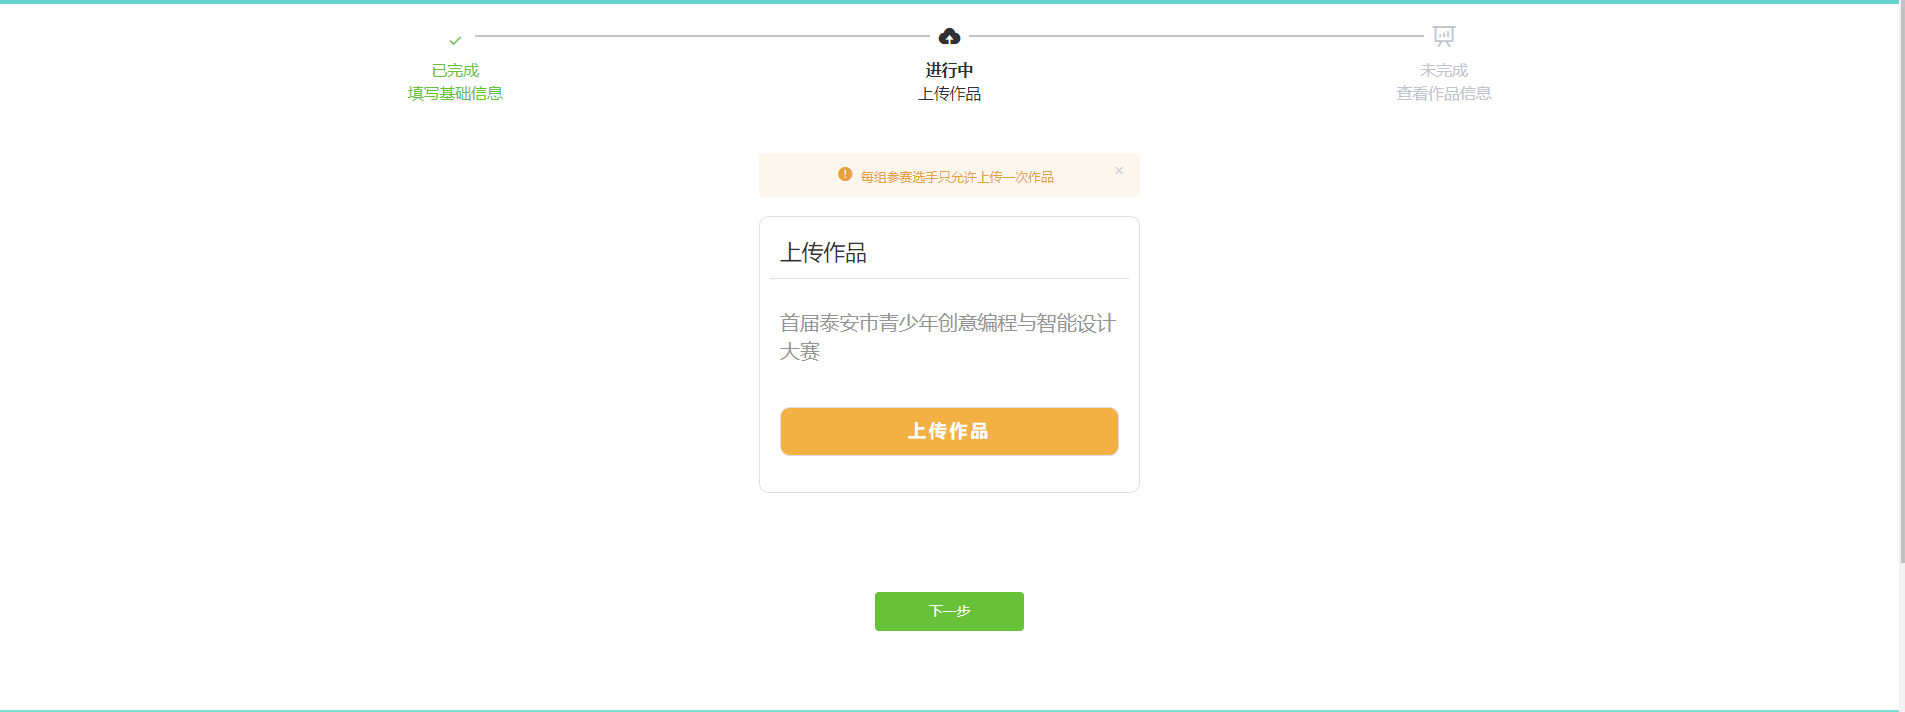 已完成
填写基础信息
进行中
上传作品
未完成
查看作品信息
每组参赛选手只允许上传一次作品
上传作品
首届泰安市青少年创意编程与智能设计
大赛
上传作品
下一步